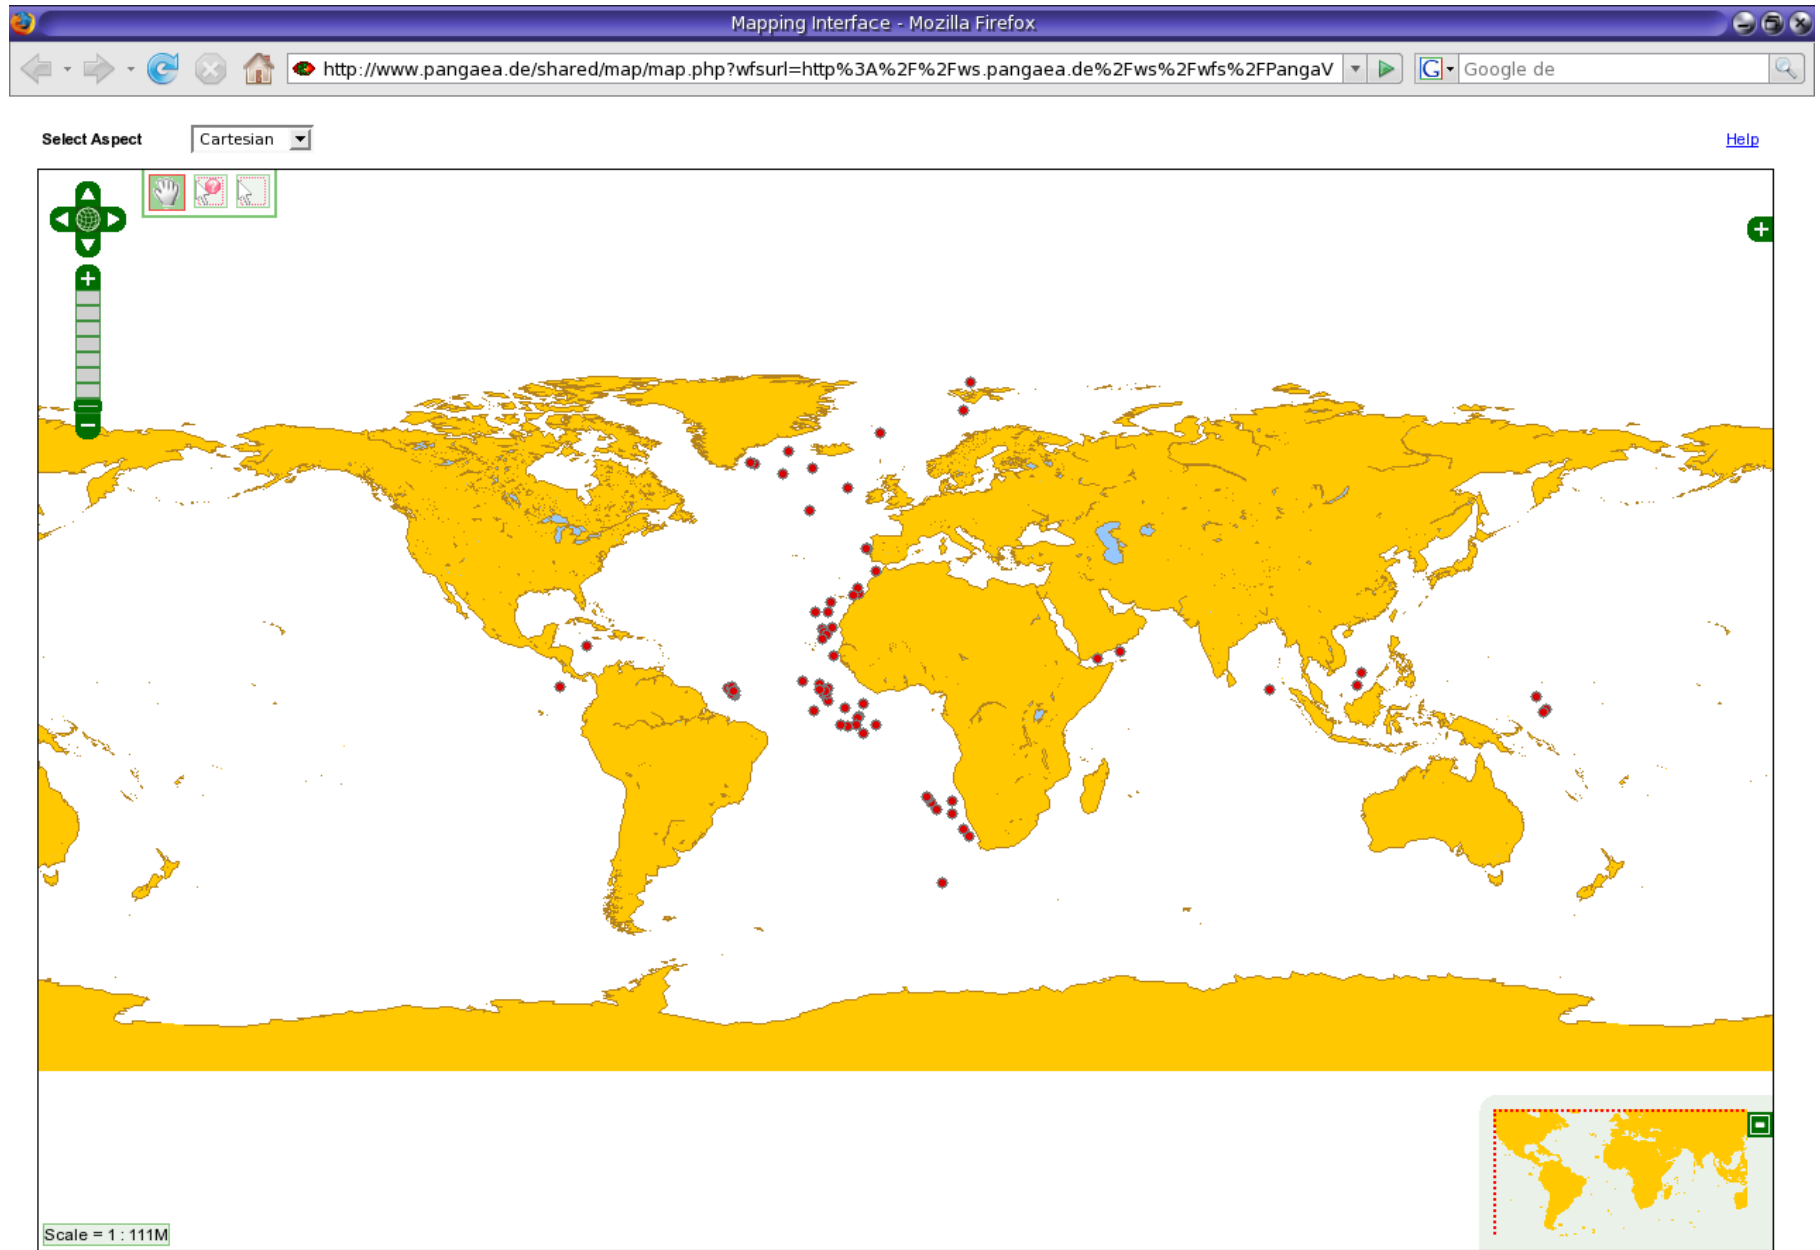 Mapping Interface - Mozilla Firefox
http://www.pangaea.de/shared/map/map.php?wfsurl=http%3A%2F%2Fws.pangaea.de%2Fws%2Fwfs%2FPangaV
G Google de
Select Aspect Cartesian Help
Scale = 1 : 111M